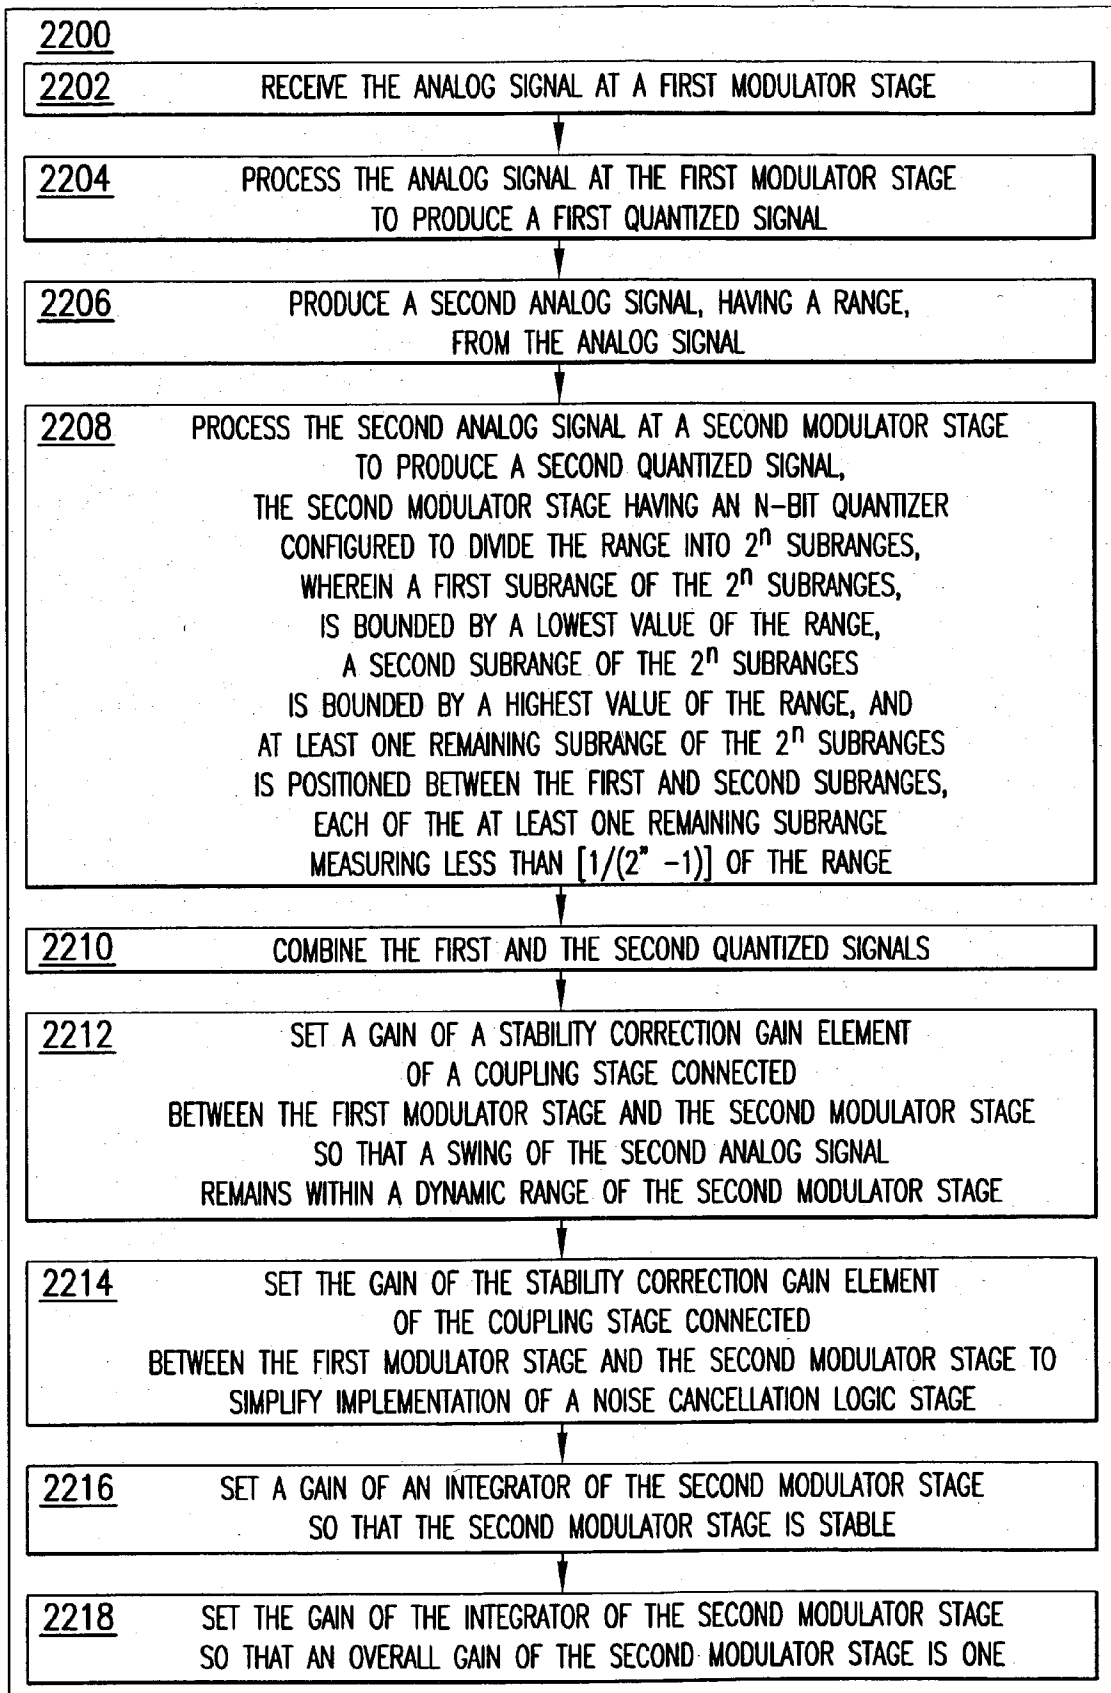 2200
2202 RECEIVE THE ANALOG SIGNAL AT A FIRST MODULATOR STAGE
2204 PROCESS THE ANALOG SIGNAL AT THE FIRST MODULATOR STAGE
TO PRODUCE A FIRST QUANTIZED SIGNAL
2206 PRODUCE A SECOND ANALOG SIGNAL, HAVING A RANGE,
FROM THE ANALOG SIGNAL
2208 PROCESS THE SECOND ANALOG SIGNAL AT A SECOND MODULATOR STAGE
TO PRODUCE A SECOND QUANTIZED SIGNAL,
THE SECOND MODULATOR STAGE HAVING AN N-BIT QUANTIZER
CONFIGURED TO DIVIDE THE RANGE INTO 2ⁿ SUBRANGES,
WHEREIN A FIRST SUBRANGE OF THE 2ⁿ SUBRANGES,
IS BOUNDED BY A LOWEST VALUE OF THE RANGE,
A SECOND SUBRANGE OF THE 2ⁿ SUBRANGES
IS BOUNDED BY A HIGHEST VALUE OF THE RANGE, AND
AT LEAST ONE REMAINING SUBRANGE OF THE 2ⁿ SUBRANGES
IS POSITIONED BETWEEN THE FIRST AND SECOND SUBRANGES,
EACH OF THE AT LEAST ONE REMAINING SUBRANGE
MEASURING LESS THAN [1/(2ⁿ -1)] OF THE RANGE
2210 COMBINE THE FIRST AND THE SECOND QUANTIZED SIGNALS
2212 SET A GAIN OF A STABILITY CORRECTION GAIN ELEMENT
OF A COUPLING STAGE CONNECTED
BETWEEN THE FIRST MODULATOR STAGE AND THE SECOND MODULATOR STAGE
SO THAT A SWING OF THE SECOND ANALOG SIGNAL
REMAINS WITHIN A DYNAMIC RANGE OF THE SECOND MODULATOR STAGE
2214 SET THE GAIN OF THE STABILITY CORRECTION GAIN ELEMENT
OF THE COUPLING STAGE CONNECTED
BETWEEN THE FIRST MODULATOR STAGE AND THE SECOND MODULATOR STAGE TO
SIMPLIFY IMPLEMENTATION OF A NOISE CANCELLATION LOGIC STAGE
2216 SET A GAIN OF AN INTEGRATOR OF THE SECOND MODULATOR STAGE
SO THAT THE SECOND MODULATOR STAGE IS STABLE
2218 SET THE GAIN OF THE INTEGRATOR OF THE SECOND MODULATOR STAGE
SO THAT AN OVERALL GAIN OF THE SECOND MODULATOR STAGE IS ONE